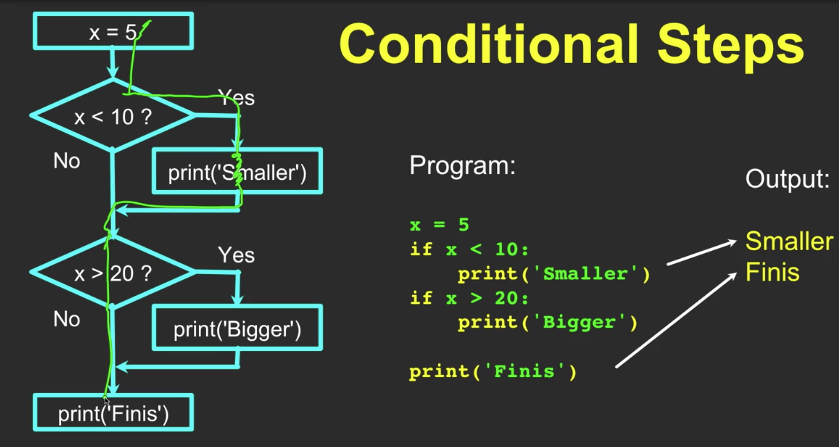 Conditional Steps
x = 5
x < 10 ?
Yes
No
print('Smaller')
x > 20 ?
Yes
No
print('Bigger')
print('Finis')
Program:
x = 5
if x < 10:
    print('Smaller')
if x > 20:
    print('Bigger')
print('Finis')
Output:
Smaller
Finis